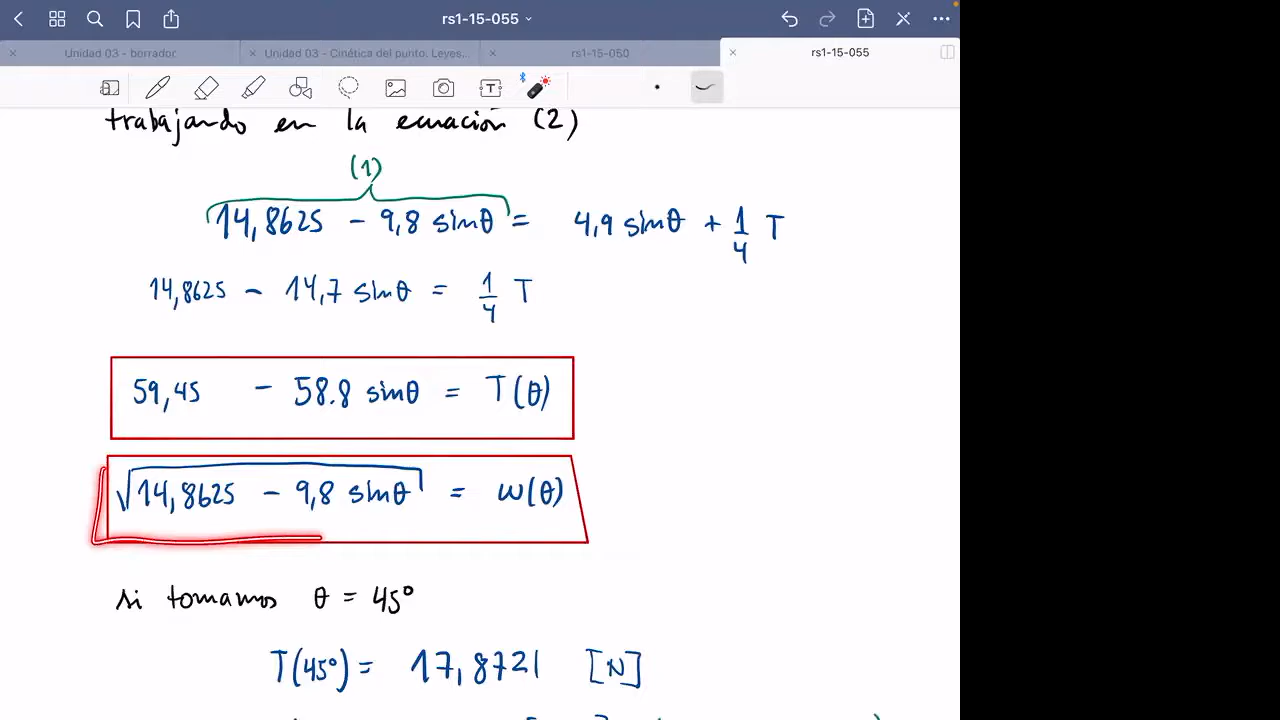 rs1-15-055
Unidad 03 - borrador
Unidad 03 - Cinética del punto. Leyes...
rs1-15-050
rs1-15-055
trabajando en la ecuación (2)
(1)
14,8625 - 9,8 sinθ = 4,9 sinθ + 1/4 T
14,8625 - 14,7 sinθ = 1/4 T
59,45 - 58.8 sinθ = T(θ)
√14,8625 - 9,8 sinθ = w(θ)
si tomamos θ = 45°
T(45°) = 17,8721 [N]